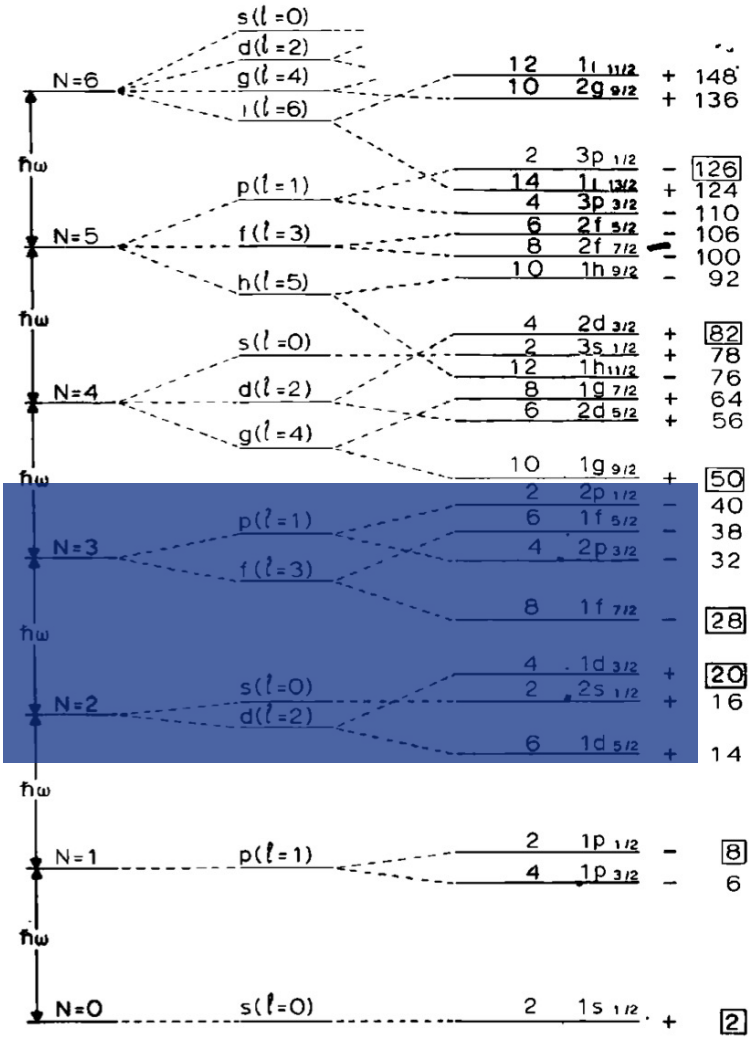 s(l=0)
d(l=2)
N=6 g(l=4) 12 1i 11/2 + 148
i(l=6) 10 2g 9/2 + 136
ħω
2 3p 1/2 − 126
p(l=1) 14 1i 13/2 + 124
4 3p 3/2 − 110
N=5 f(l=3) 6 2f 5/2 − 106
8 2f 7/2 − 100
h(l=5) 10 1h 9/2 − 92
ħω
4 2d 3/2 + 82
s(l=0) 2 3s 1/2 + 78
12 1h 11/2 − 76
N=4 d(l=2) 8 1g 7/2 + 64
6 2d 5/2 + 56
g(l=4)
10 1g 9/2 + 50
ħω
2 2p 1/2 − 40
p(l=1) 6 1f 5/2 − 38
N=3 4 2p 3/2 − 32
f(l=3)
8 1f 7/2 − 28
ħω
4 1d 3/2 + 20
s(l=0) 2 2s 1/2 + 16
N=2 d(l=2)
6 1d 5/2 + 14
ħω
2 1p 1/2 − 8
N=1 p(l=1) 4 1p 3/2 − 6
ħω
N=0 s(l=0) 2 1s 1/2 + 2